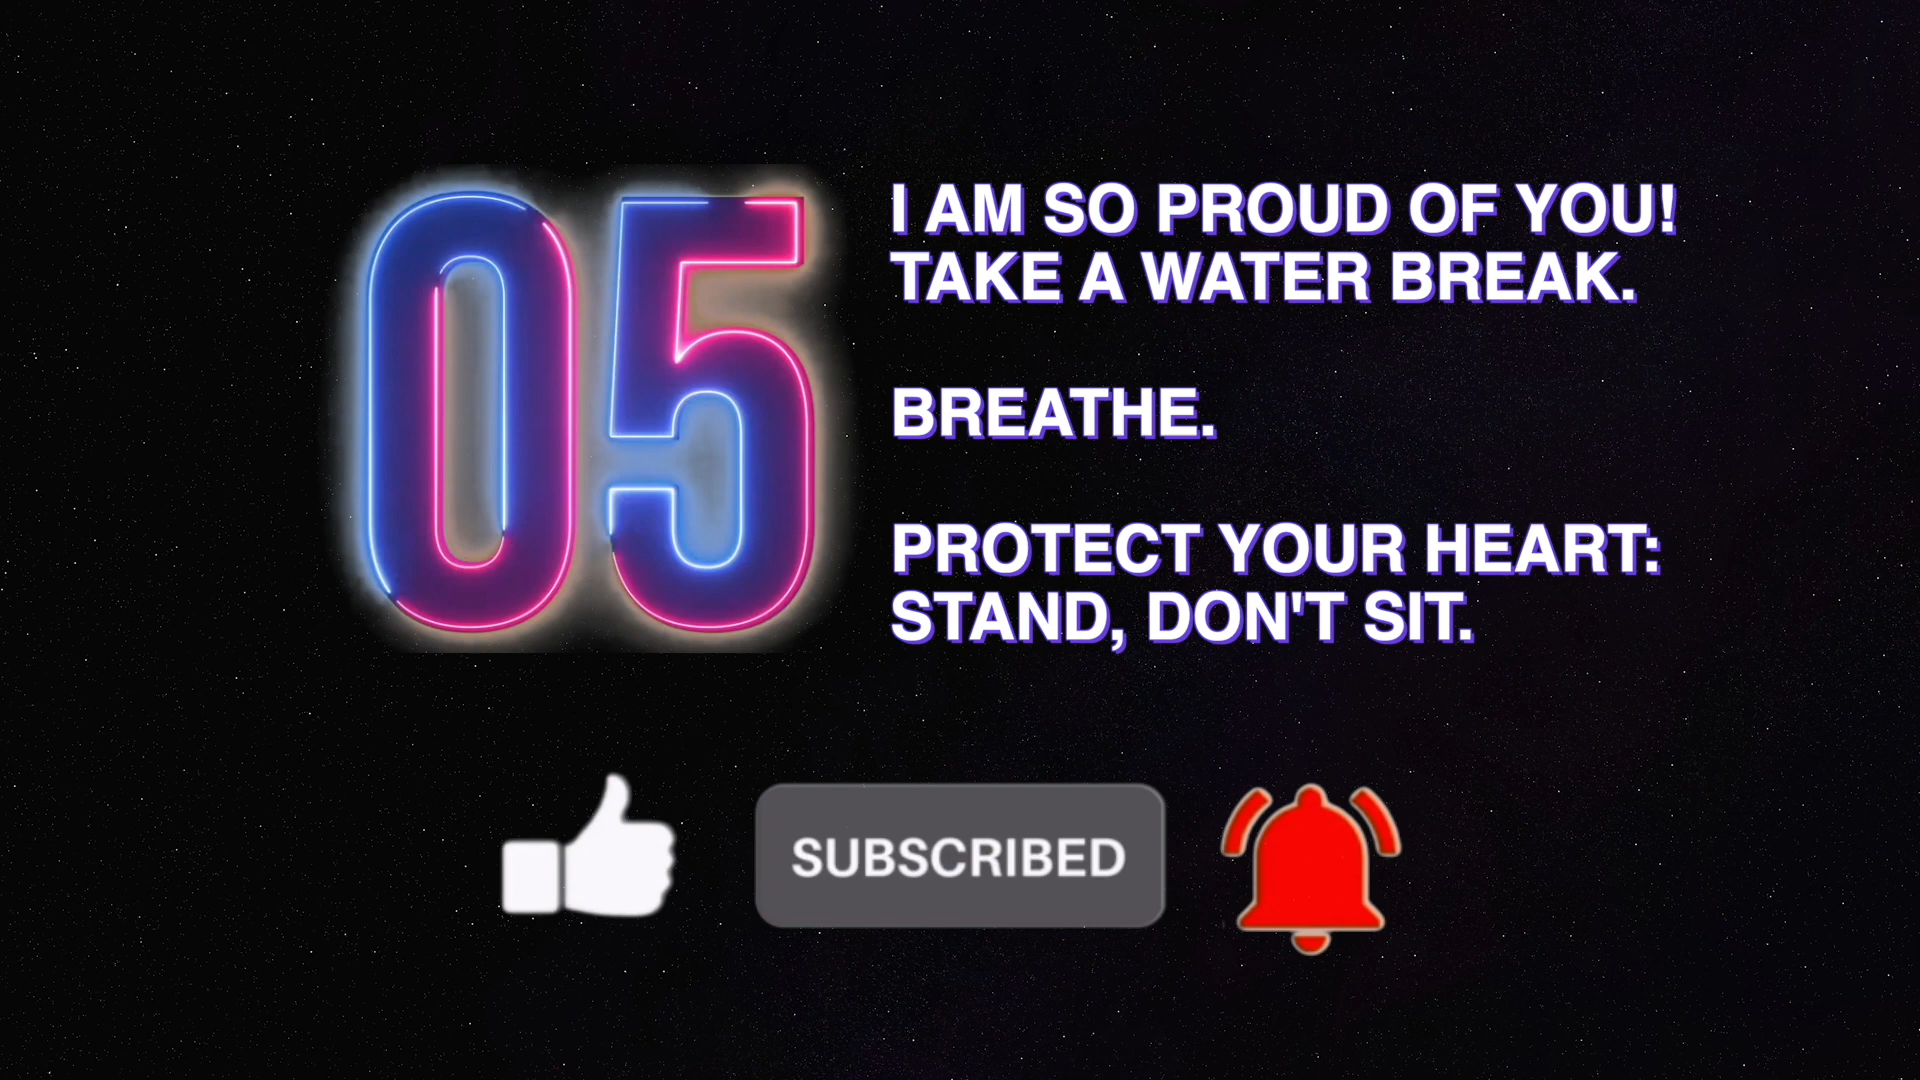 05
I AM SO PROUD OF YOU!
TAKE A WATER BREAK.
BREATHE.
PROTECT YOUR HEART:
STAND, DON'T SIT.
SUBSCRIBED